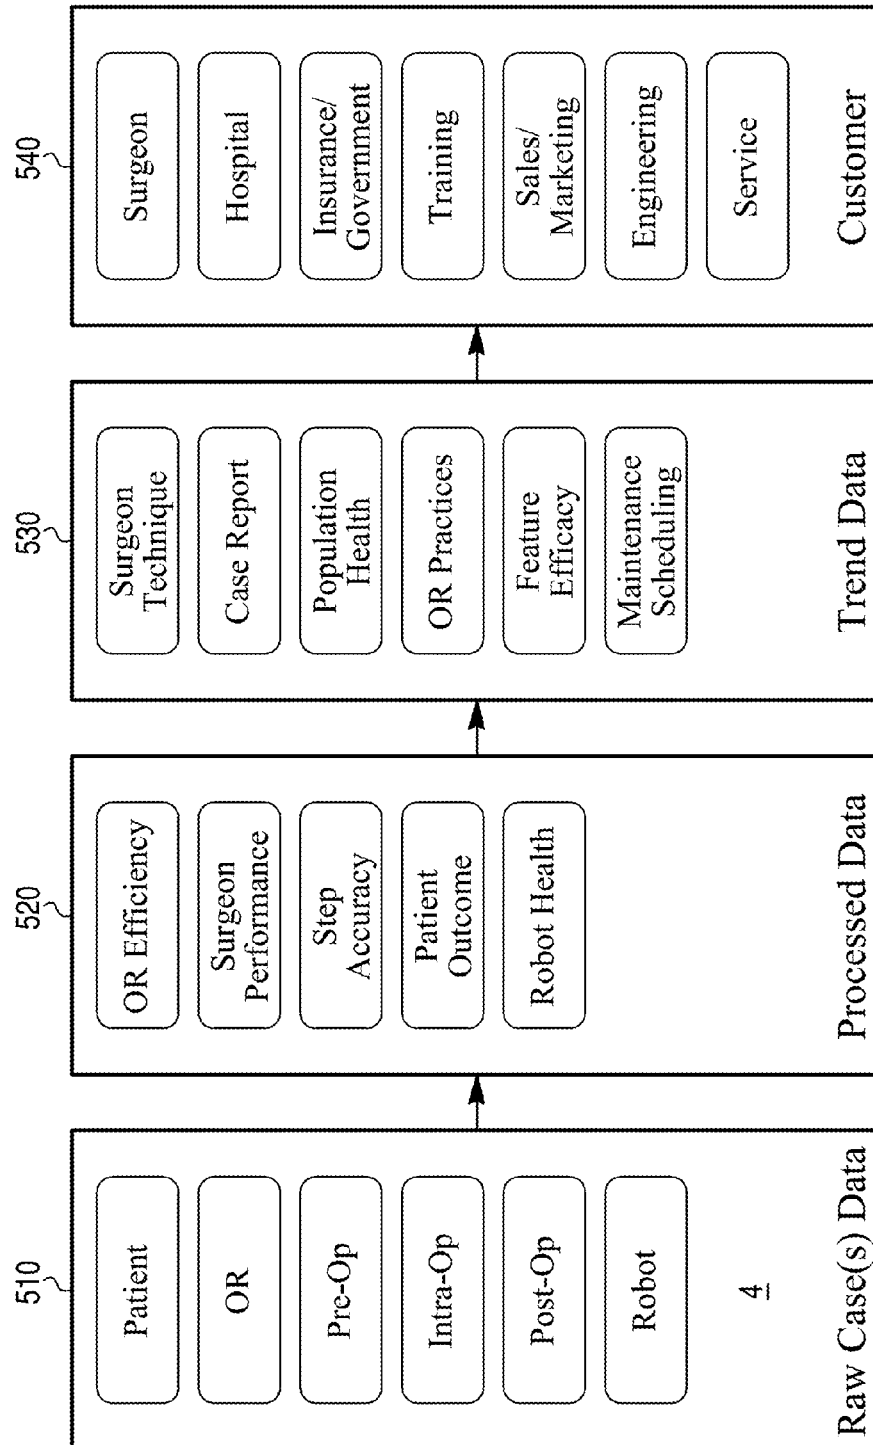 510
Patient
OR
Pre-Op
Intra-Op
Post-Op
Robot
4
Raw Case(s) Data
520
OR Efficiency
Surgeon
Performance
Step
Accuracy
Patient
Outcome
Robot Health
Processed Data
530
Surgeon
Technique
Case Report
Population
Health
OR Practices
Feature
Efficacy
Maintenance
Scheduling
Trend Data
540
Surgeon
Hospital
Insurance/
Government
Training
Sales/
Marketing
Engineering
Service
Customer